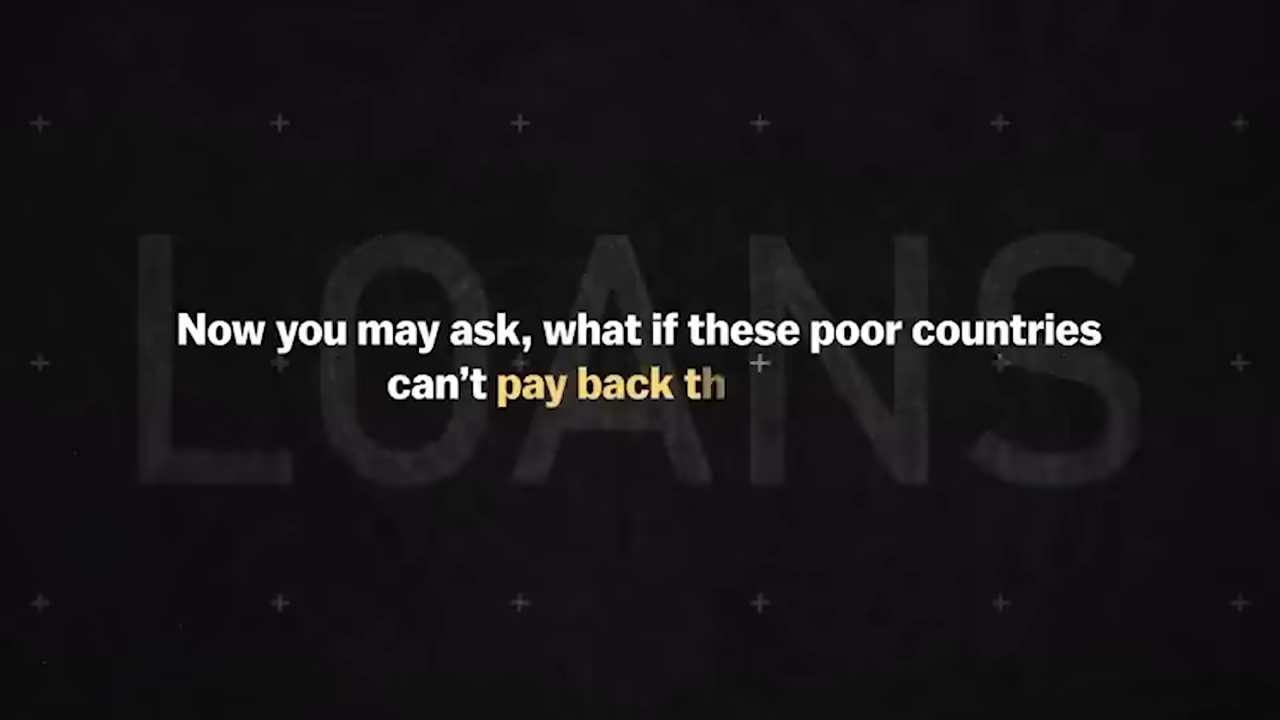 LOANS
Now you may ask, what if these poor countries
can’t pay back th